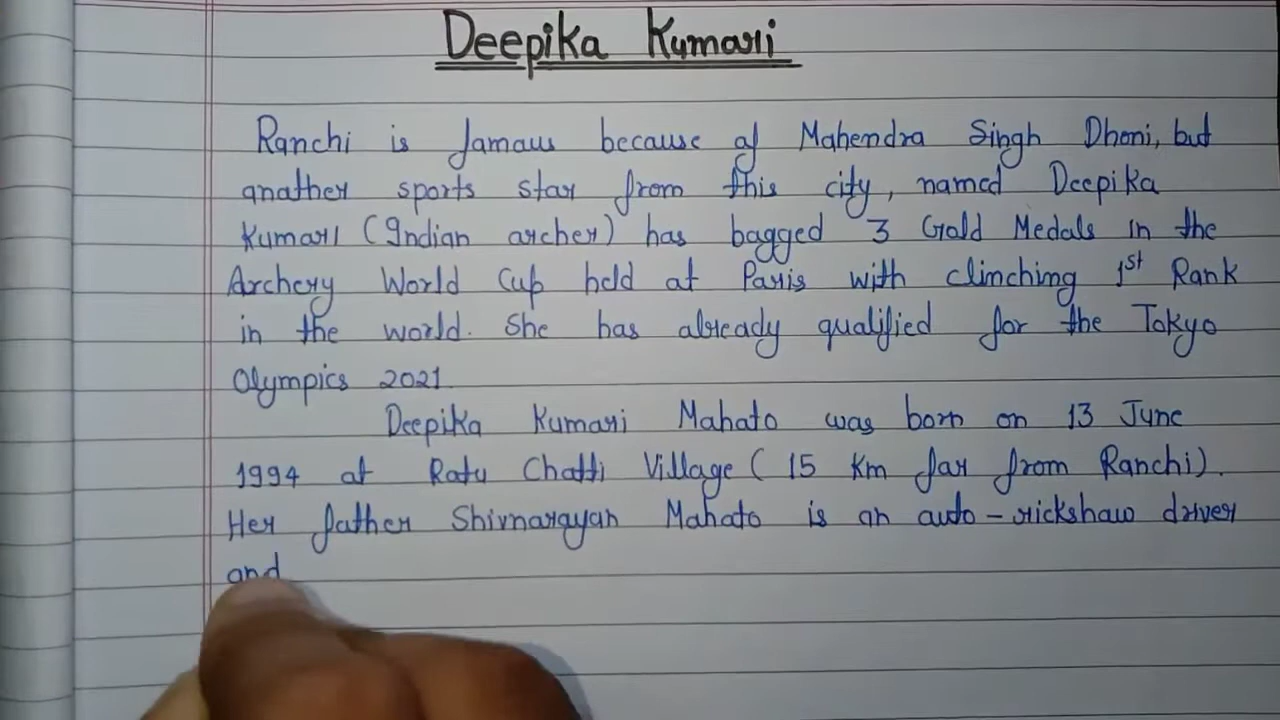 Deepika Kumari
Ranchi is famous because of Mahendra Singh Dhoni, but
another sports star from this city, named Deepika
Kumari (Indian archer) has bagged 3 Gold Medals in the
Archery World Cup held at Paris with clinching 1st Rank
in the world. She has already qualified for the Tokyo
Olympics 2021.
Deepika Kumari Mahato was born on 13 June
1994 at Ratu Chatti Village (15 Km far from Ranchi).
Her father Shivnarayan Mahato is an auto-rickshaw driver
and